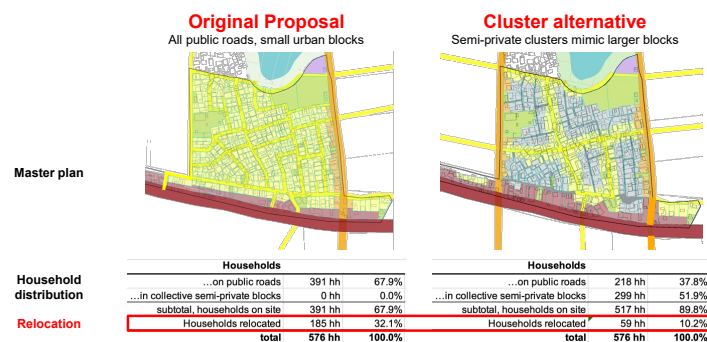 Original Proposal
All public roads, small urban blocks
Cluster alternative
Semi-private clusters mimic larger blocks
Master plan
Household
distribution
Relocation
Households
...on public roads 391 hh 67.9%
...in collective semi-private blocks 0 hh 0.0%
subtotal, households on site 391 hh 67.9%
Households relocated 185 hh 32.1%
total 576 hh 100.0%
Households
...on public roads 218 hh 37.8%
...in collective semi-private blocks 299 hh 51.9%
subtotal, households on site 517 hh 89.8%
Households relocated 59 hh 10.2%
total 576 hh 100.0%